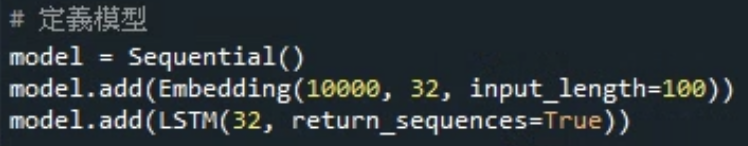 # 定義模型
model = Sequential()
model.add(Embedding(10000, 32, input_length=100))
model.add(LSTM(32, return_sequences=True))